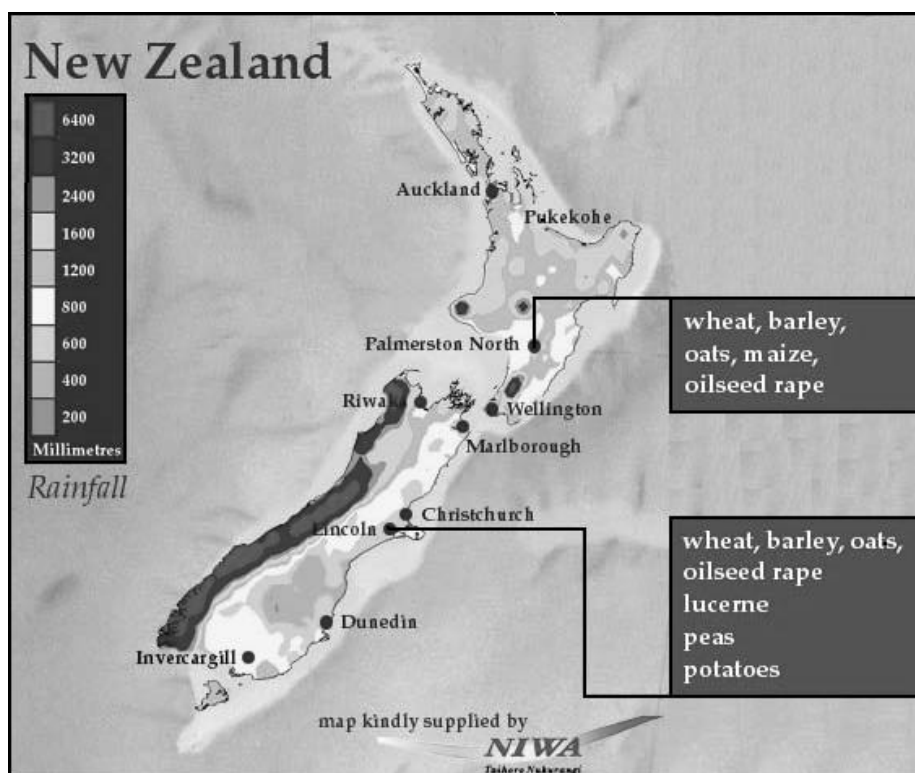 New Zealand
6400
3200
2400
1600
1200
800
600
400
200
Millimetres
Rainfall
Auckland
Pukekohe
Palmerston North
wheat, barley,
oats, maize,
oilseed rape
Riwaka
Wellington
Marlborough
Christchurch
Lincoln
wheat, barley, oats,
oilseed rape
lucerne
peas
potatoes
Dunedin
Invercargill
map kindly supplied by
NIWA
Taihoro Nukurangi